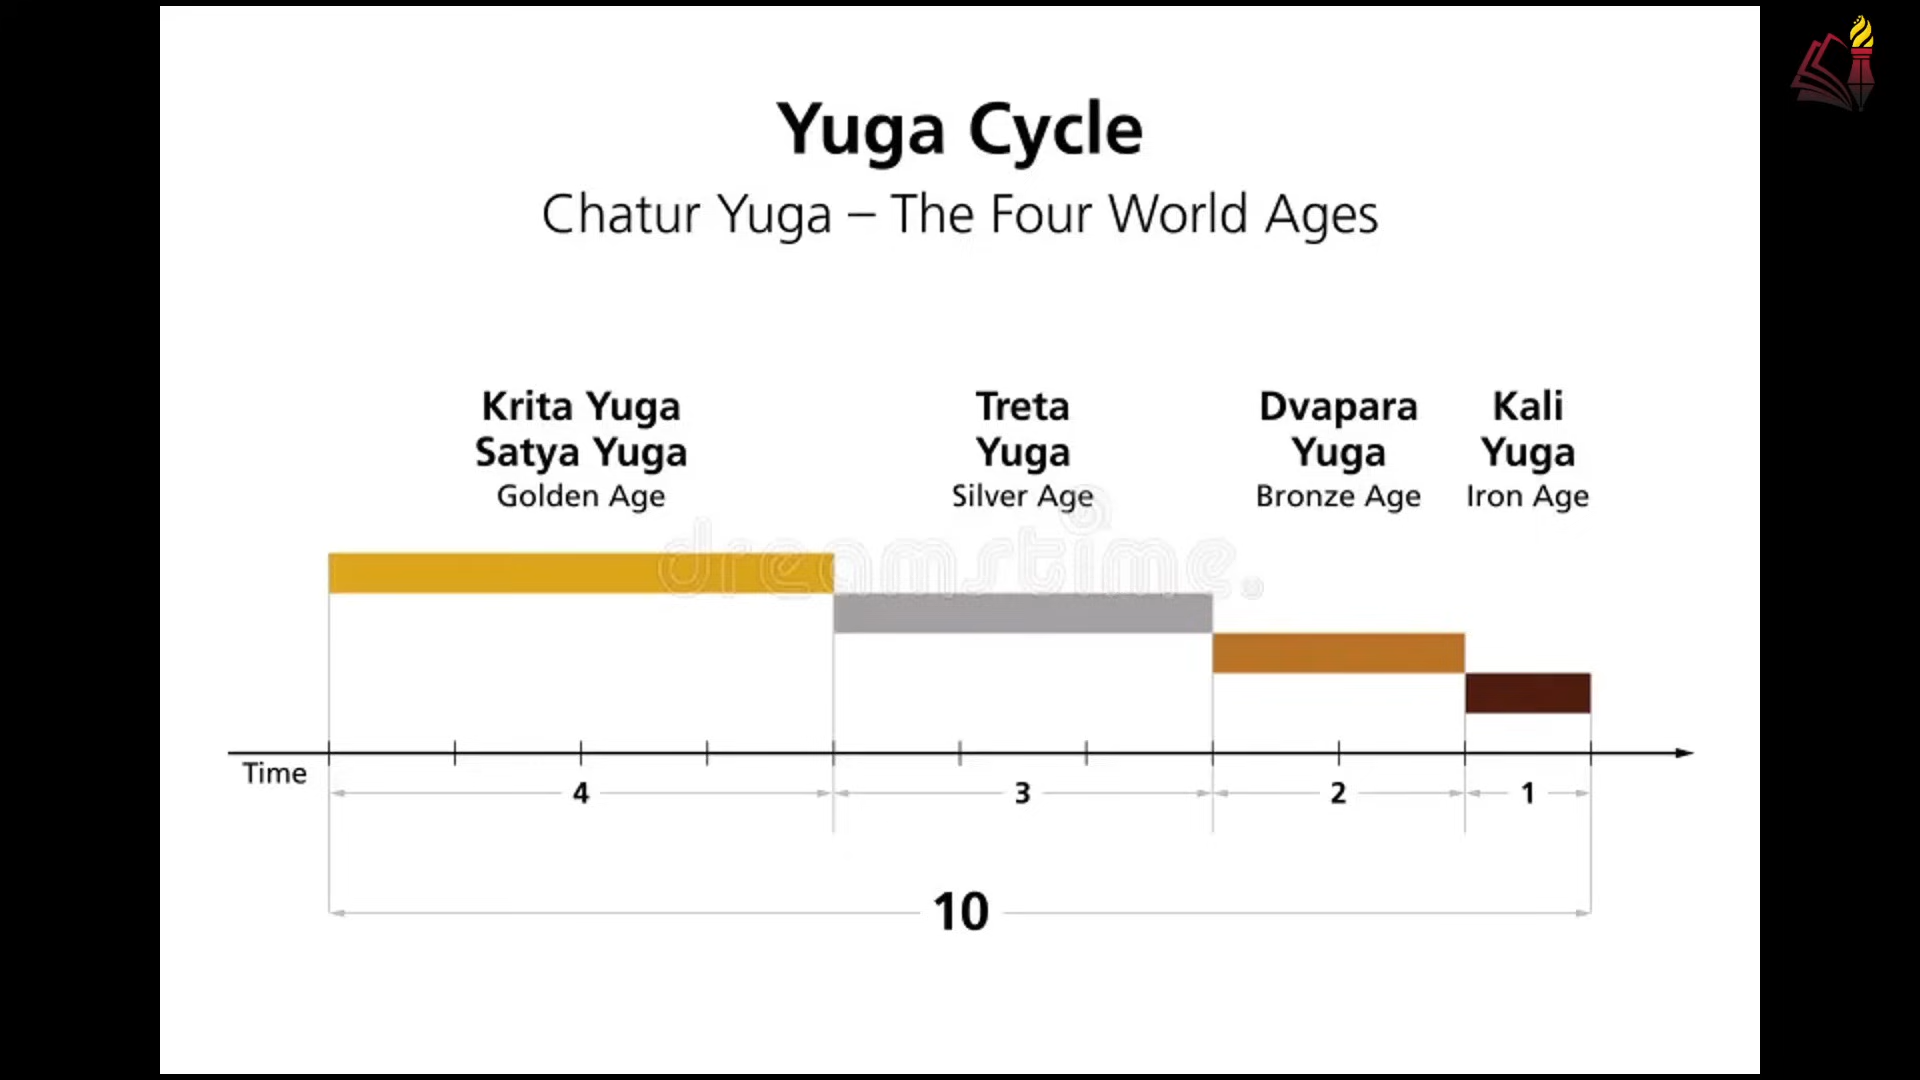 Yuga Cycle
Chatur Yuga – The Four World Ages
Krita Yuga
Satya Yuga
Golden Age
Treta
Yuga
Silver Age
Dvapara
Yuga
Bronze Age
Kali
Yuga
Iron Age
dreamstime.
Time
4 3 2 1
10